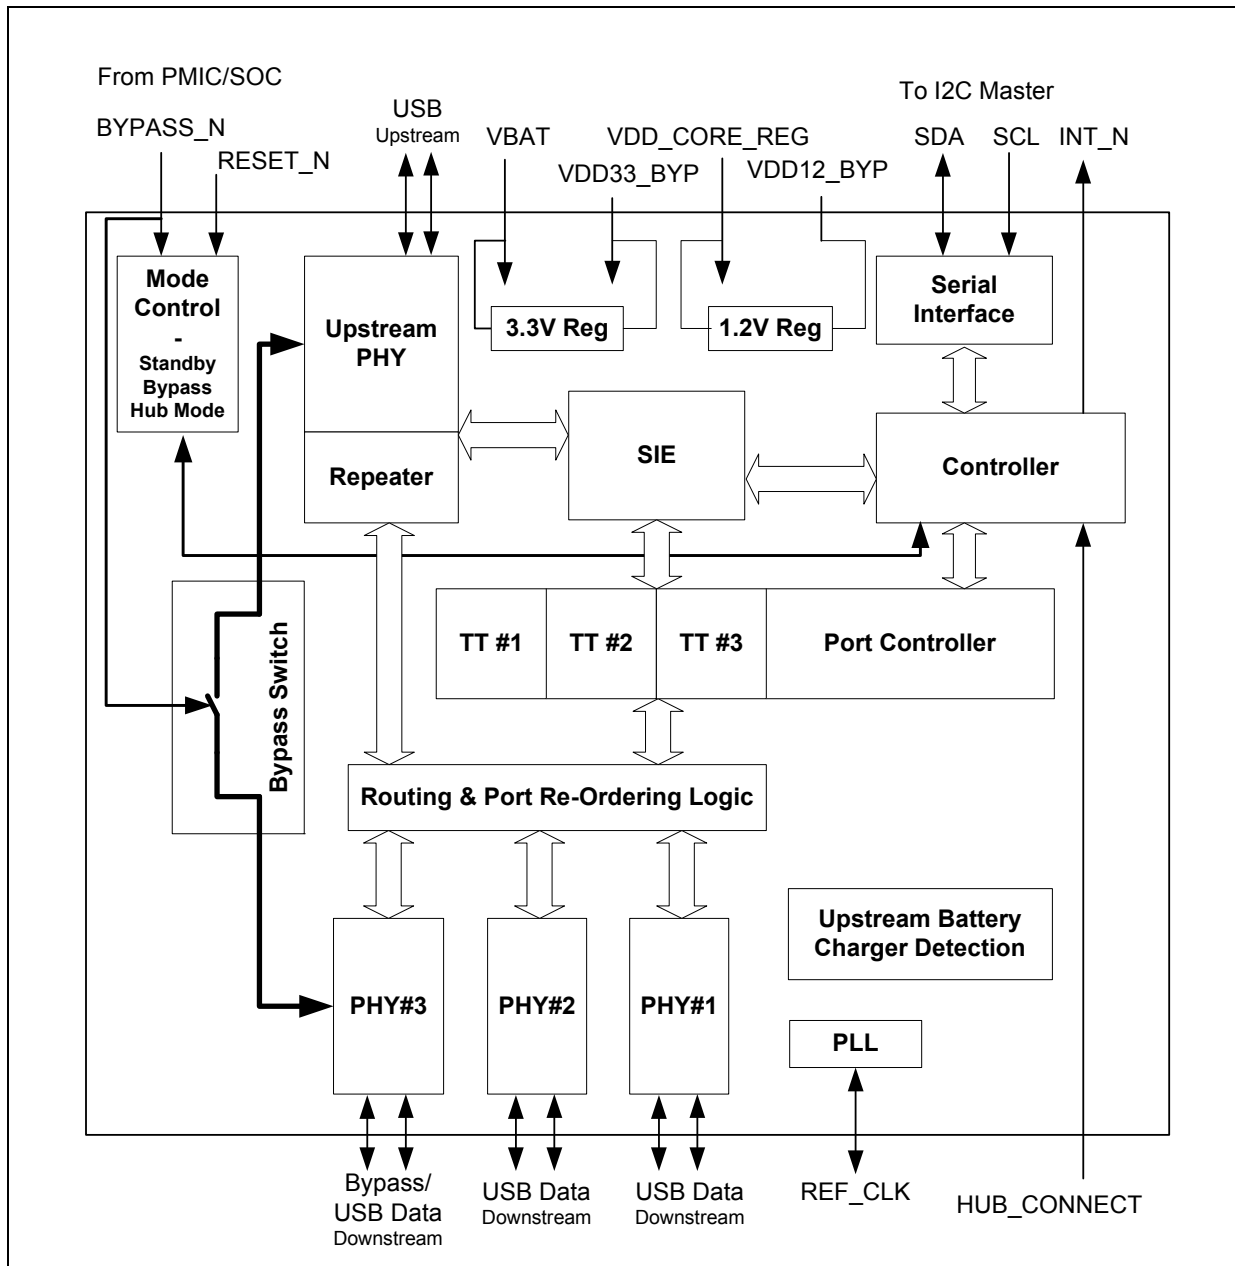 From PMIC/SOC
BYPASS_N
RESET_N
USB
Upstream
VBAT
VDD33_BYP
VDD_CORE_REG
VDD12_BYP
To I2C Master
SDA
SCL
INT_N
Mode
Control
-
Standby
Bypass
Hub Mode
Upstream
PHY
3.3V Reg
1.2V Reg
Serial
Interface
Repeater
SIE
Controller
Bypass Switch
TT #1
TT #2
TT #3
Port Controller
Routing & Port Re-Ordering Logic
PHY#3
PHY#2
PHY#1
Upstream Battery
Charger Detection
PLL
Bypass/
USB Data
Downstream
USB Data
Downstream
USB Data
Downstream
REF_CLK
HUB_CONNECT